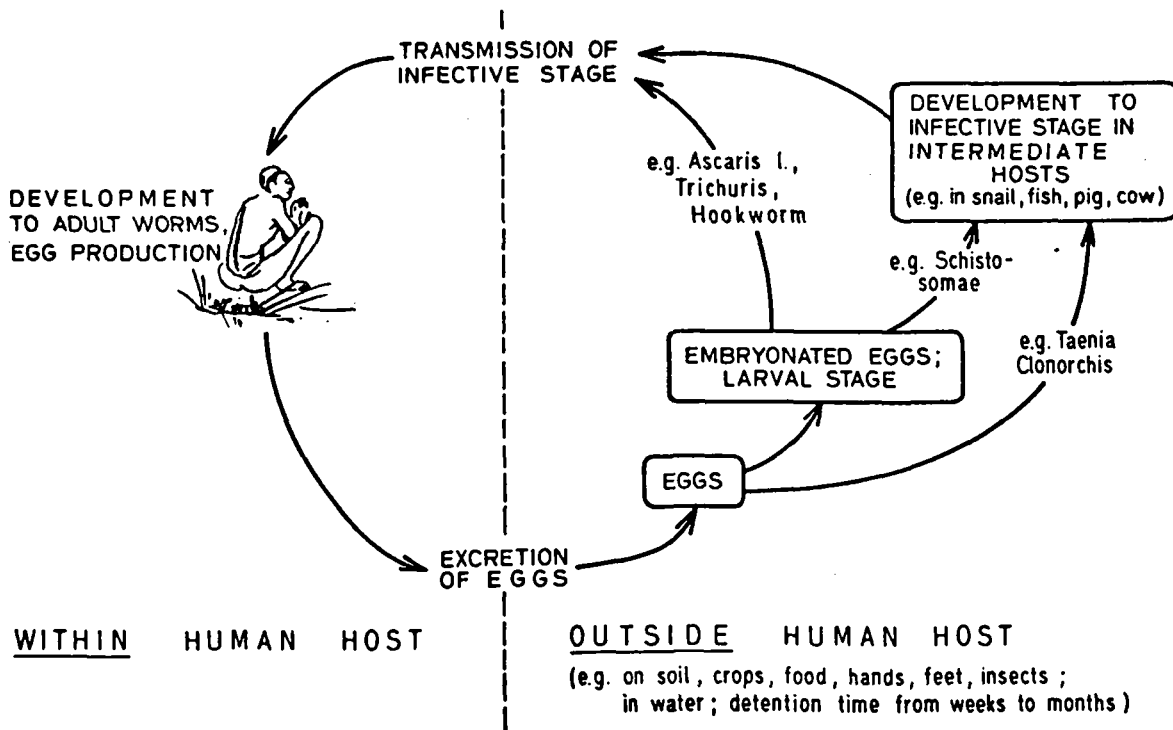 TRANSMISSION OF
INFECTIVE STAGE
DEVELOPMENT TO
INFECTIVE STAGE IN
INTERMEDIATE
HOSTS
(e.g. in snail, fish, pig, cow)
e.g. Ascaris l.,
Trichuris,
Hookworm
DEVELOPMENT
TO ADULT WORMS,
EGG PRODUCTION
e.g. Schisto-
somae
e.g. Taenia
Clonorchis
EMBRYONATED EGGS;
LARVAL STAGE
EGGS
EXCRETION
OF EGGS
WITHIN HUMAN HOST
OUTSIDE HUMAN HOST
(e.g. on soil, crops, food, hands, feet, insects;
in water; detention time from weeks to months)